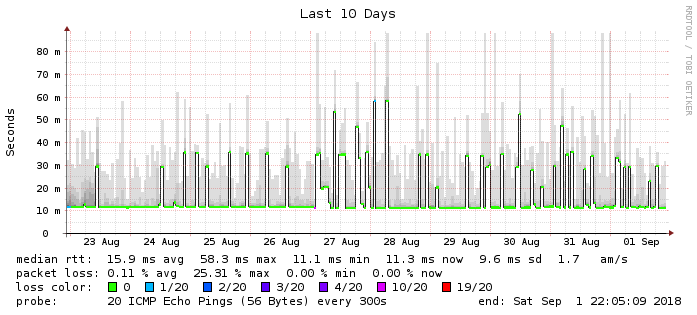 Last 10 Days
RRDTOOL / TOBI OETIKER
Seconds
80 m
70 m
60 m
50 m
40 m
30 m
20 m
10 m
0
23 Aug 24 Aug 25 Aug 26 Aug 27 Aug 28 Aug 29 Aug 30 Aug 31 Aug 01 Sep
median rtt: 15.9 ms avg 58.3 ms max 11.1 ms min 11.3 ms now 9.6 ms sd 1.7 am/s
packet loss: 0.11 % avg 25.31 % max 0.00 % min 0.00 % now
loss color: 0 1/20 2/20 3/20 4/20 10/20 19/20
probe: 20 ICMP Echo Pings (56 Bytes) every 300s end: Sat Sep 1 22:05:09 2018